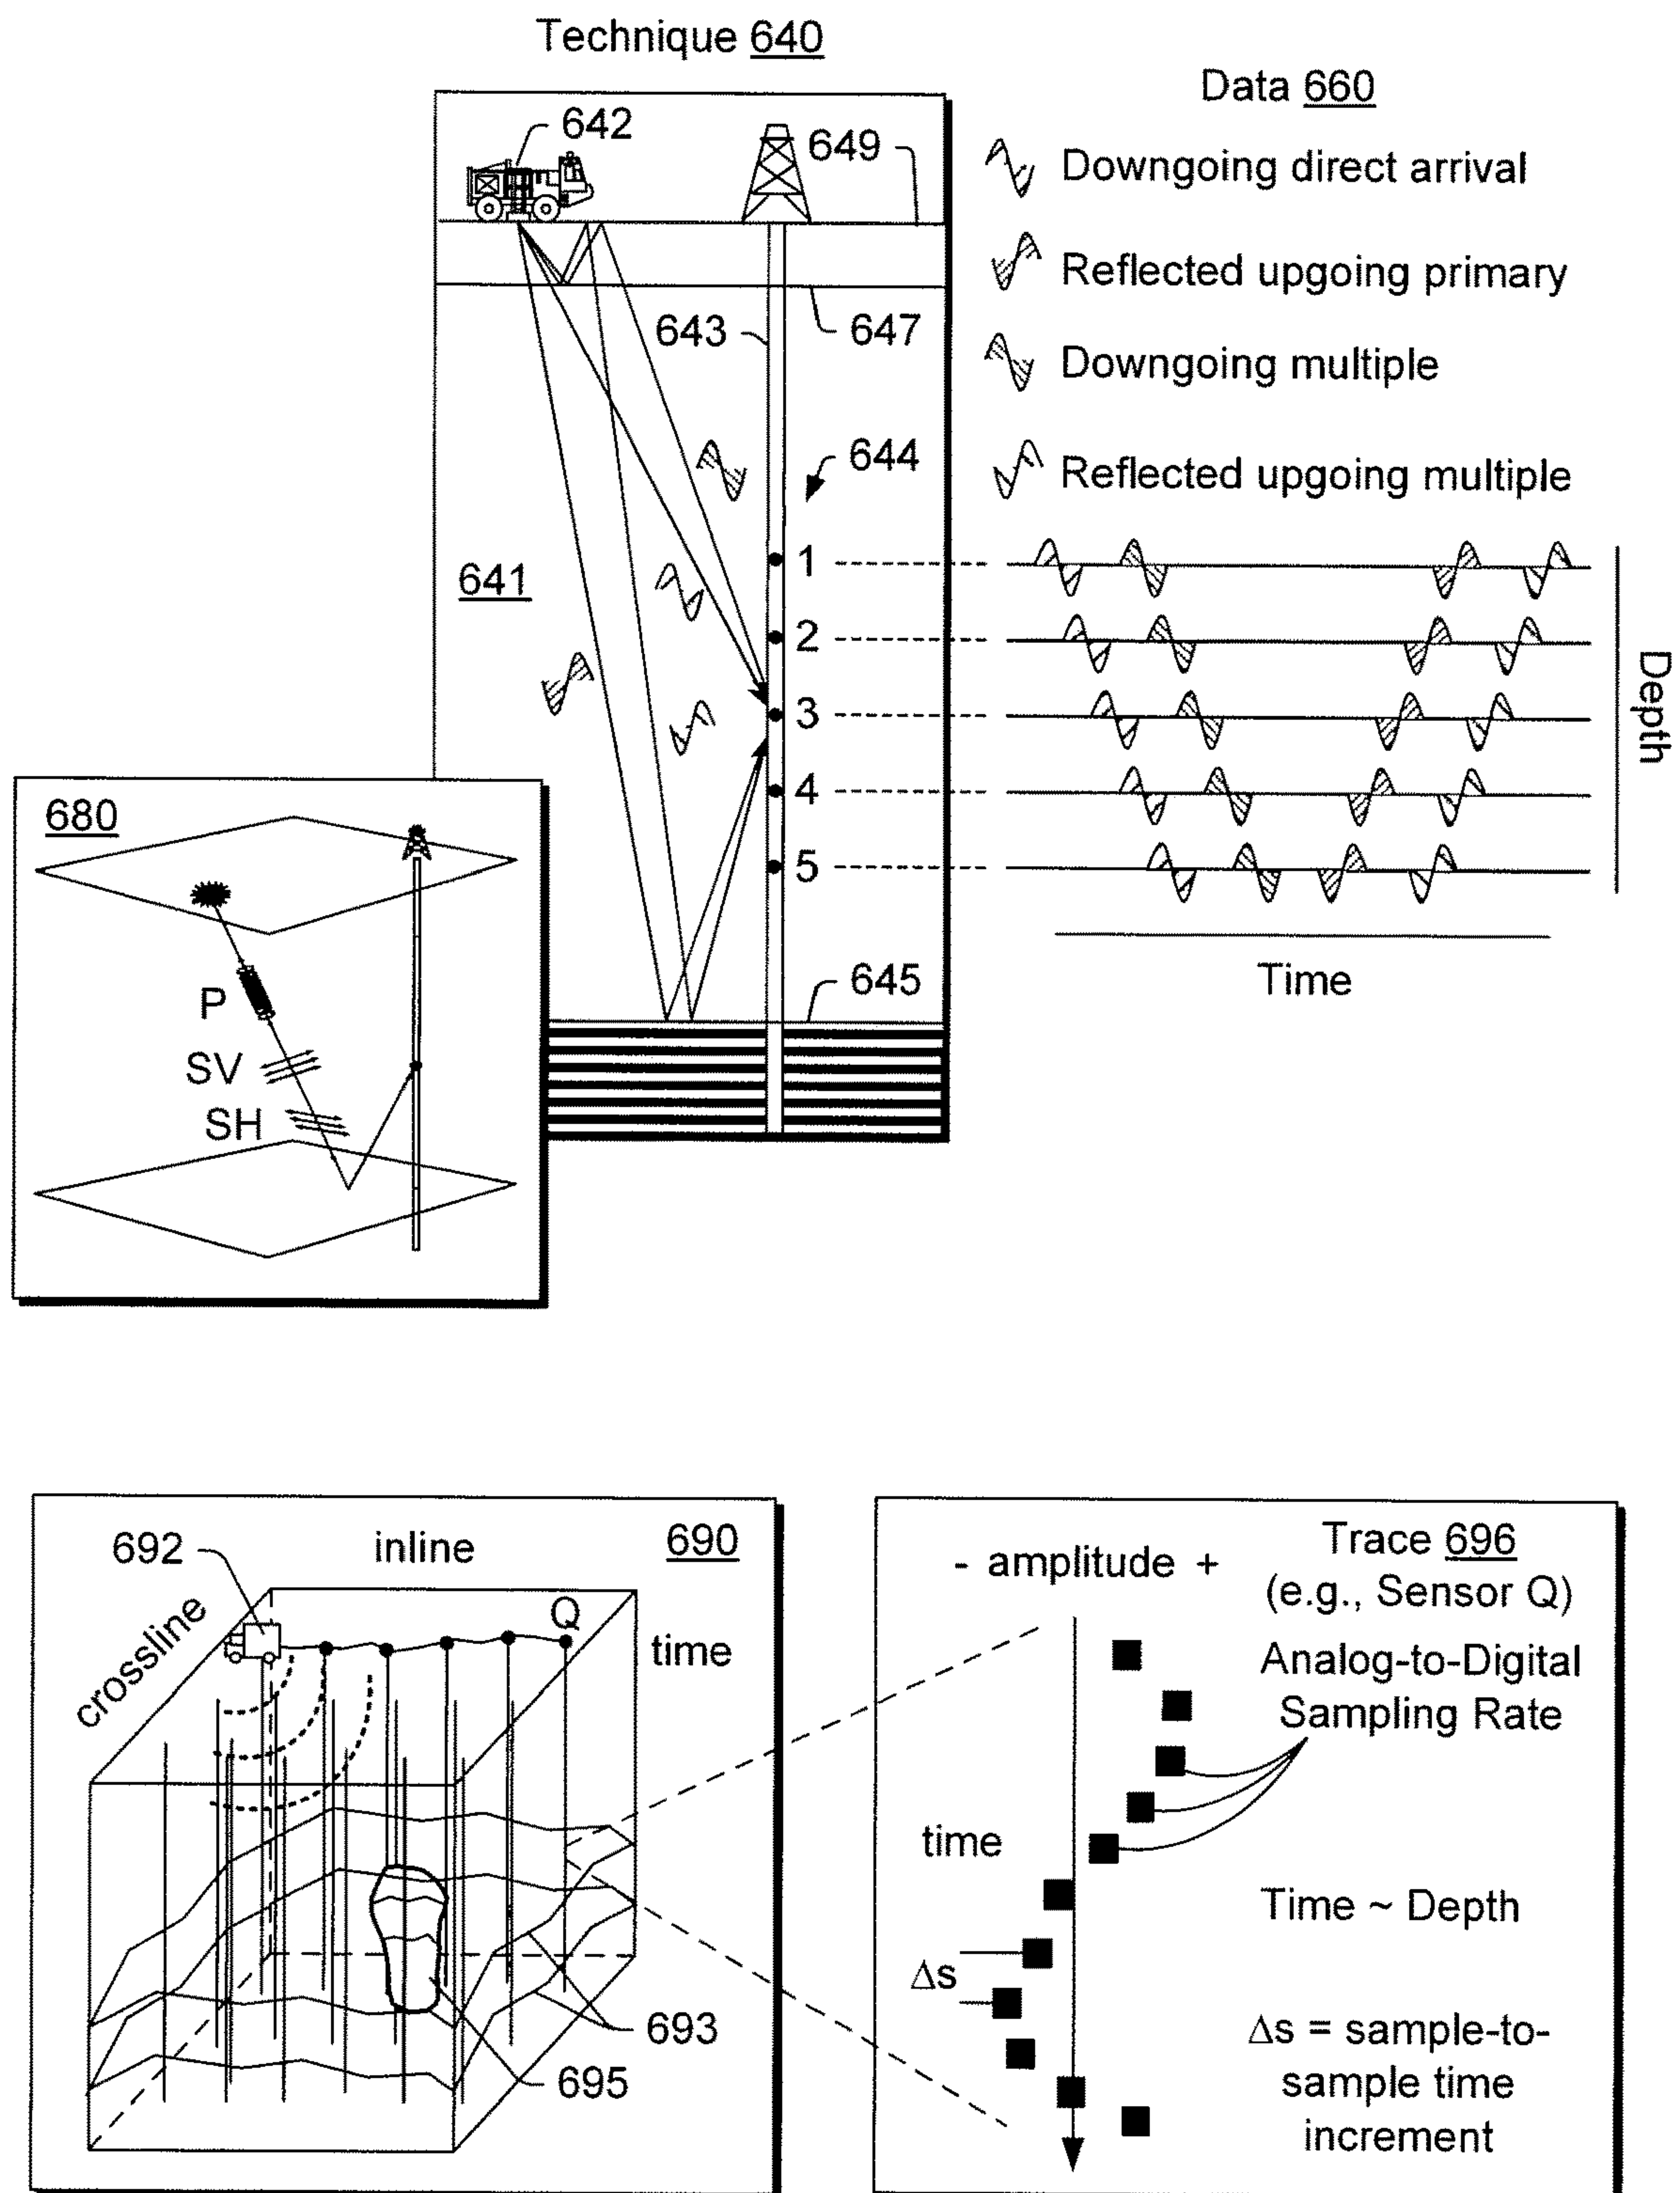 Technique 640
Data 660
642
649
Downgoing direct arrival
Reflected upgoing primary
643
647
Downgoing multiple
644
Reflected upgoing multiple
641
1
2
3
4
5
Depth
Time
645
680
P
SV
SH
692
inline
690
crossline
Q
time
693
695
- amplitude +
Trace 696
(e.g., Sensor Q)
Analog-to-Digital
Sampling Rate
time
Time ~ Depth
Δs
Δs = sample-to-
sample time
increment